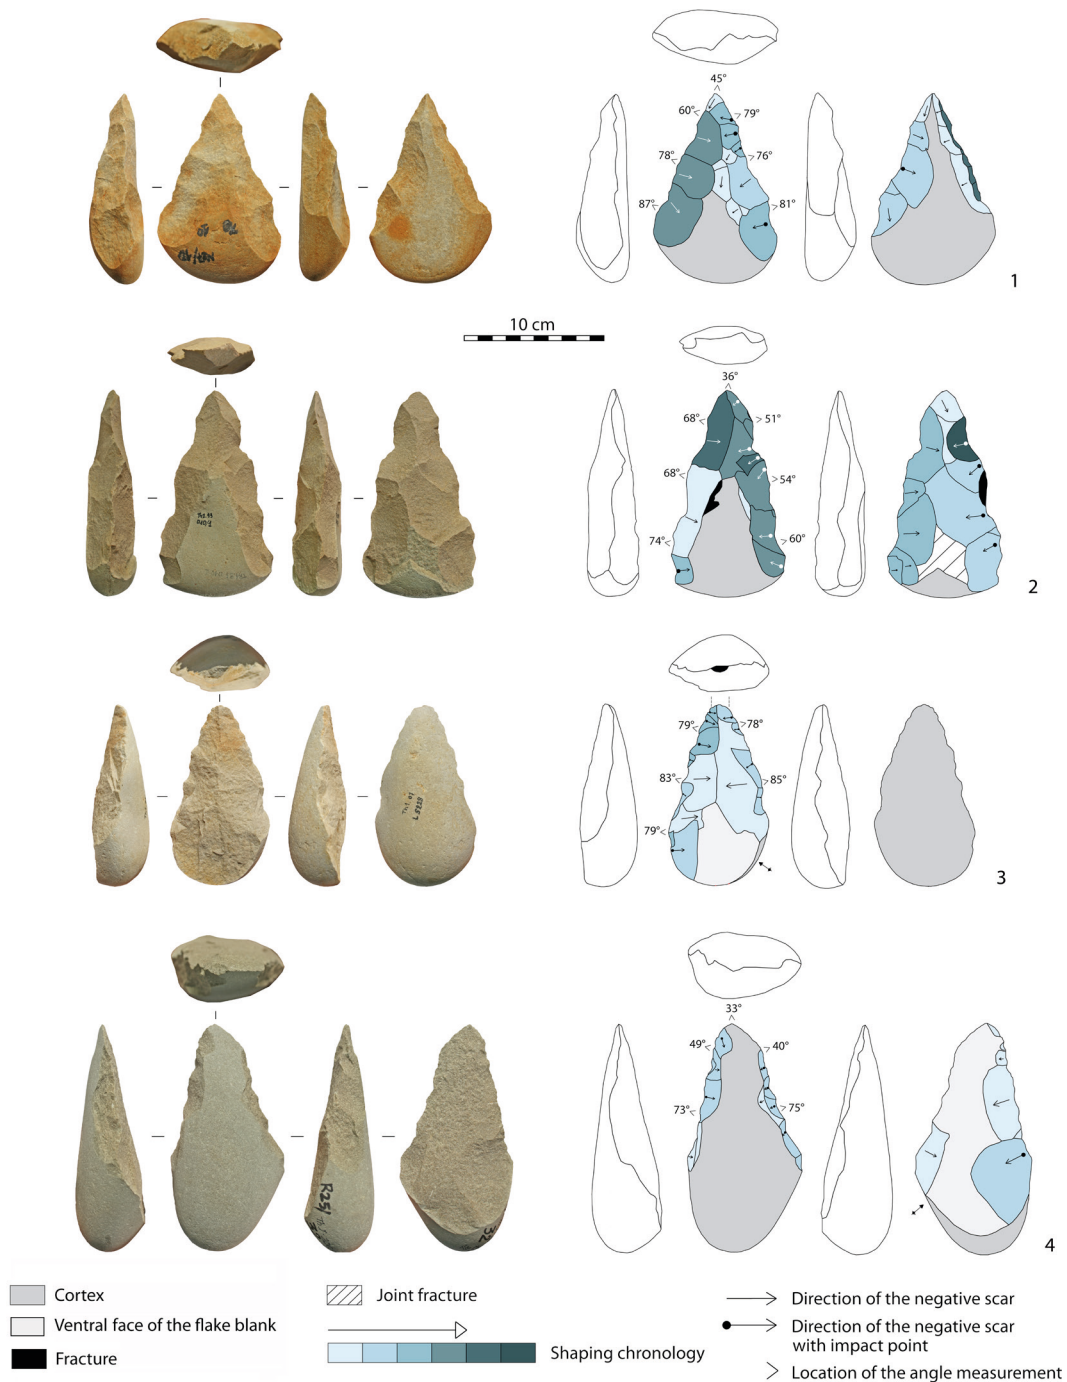 45°
60° 79°
78° 76°
87° 81°
1
10 cm
36°
68° 51°
68° 54°
74° 60°
2
79° 78°
83° 85°
79°
3
33°
49° 40°
73° 75°
R251
32
4
Cortex
Ventral face of the flake blank
Fracture
Joint fracture
Shaping chronology
Direction of the negative scar
Direction of the negative scar
with impact point
Location of the angle measurement